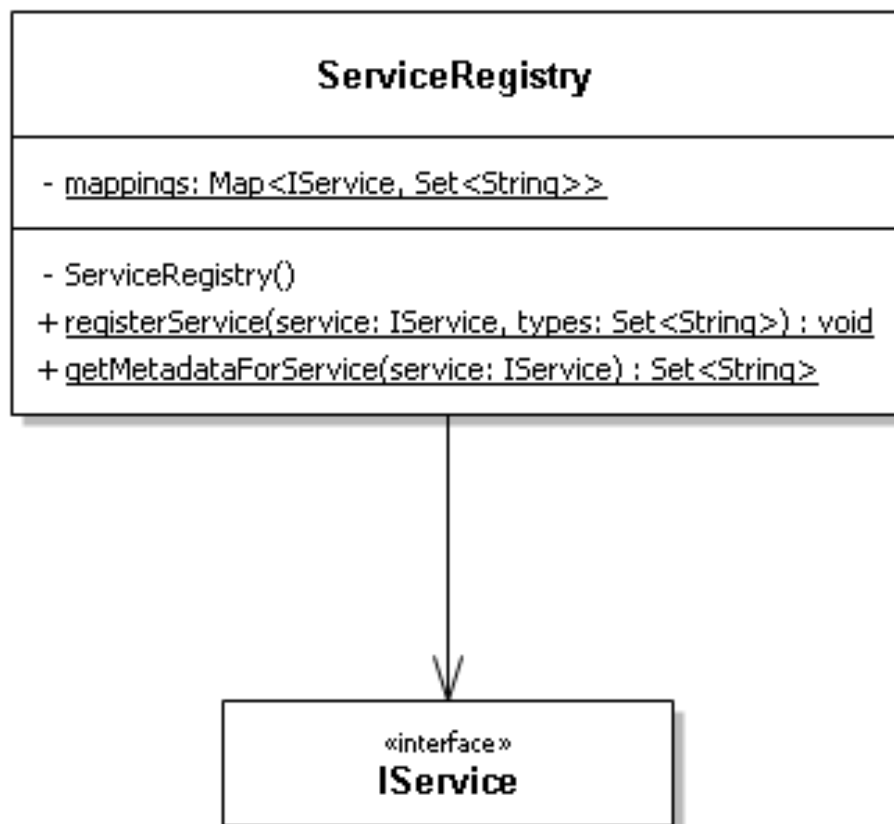 ServiceRegistry
- mappings: Map<IService, Set<String>>
- ServiceRegistry()
+ registerService(service: IService, types: Set<String>) : void
+ getMetadataForService(service: IService) : Set<String>
«interface»
IService